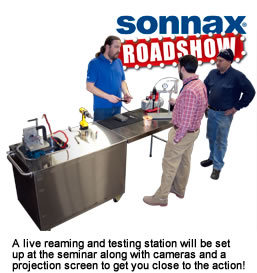 sonnax®
ROADSHOW
A live reaming and testing station will be set
up at the seminar along with cameras and a
projection screen to get you close to the action!